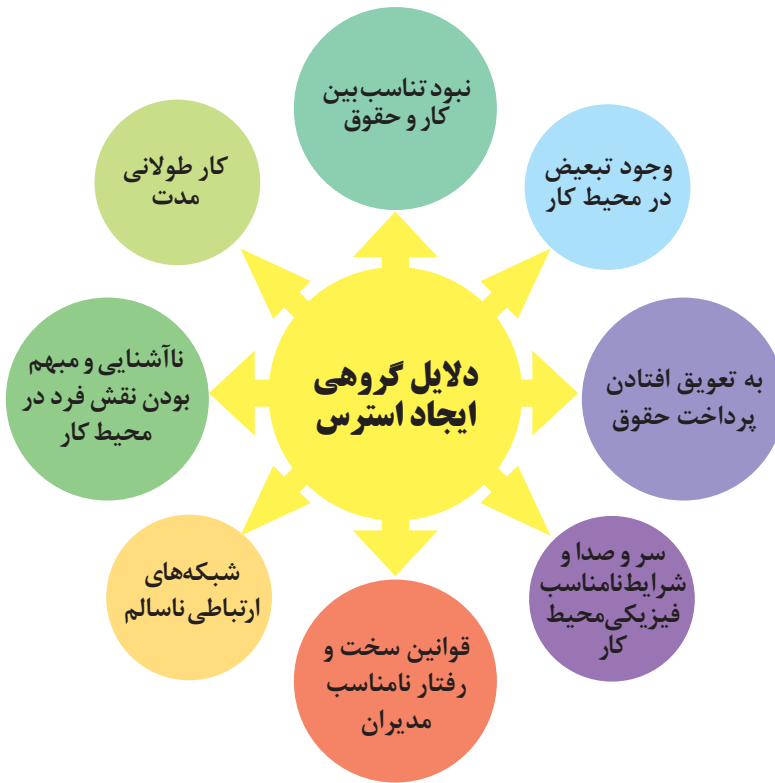 دلایل گروهی
ایجاد استرس
نبود تناسب بین
کار و حقوق
وجود تبعیض
در محیط کار
به تعویق افتادن
پرداخت حقوق
سر و صدا و
شرایط نامناسب
فیزیکی محیط
کار
قوانین سخت و
رفتار نامناسب
مدیران
شبکه‌های
ارتباطی ناسالم
ناآشنایی و مبهم
بودن نقش فرد در
محیط کار
کار طولانی
مدت